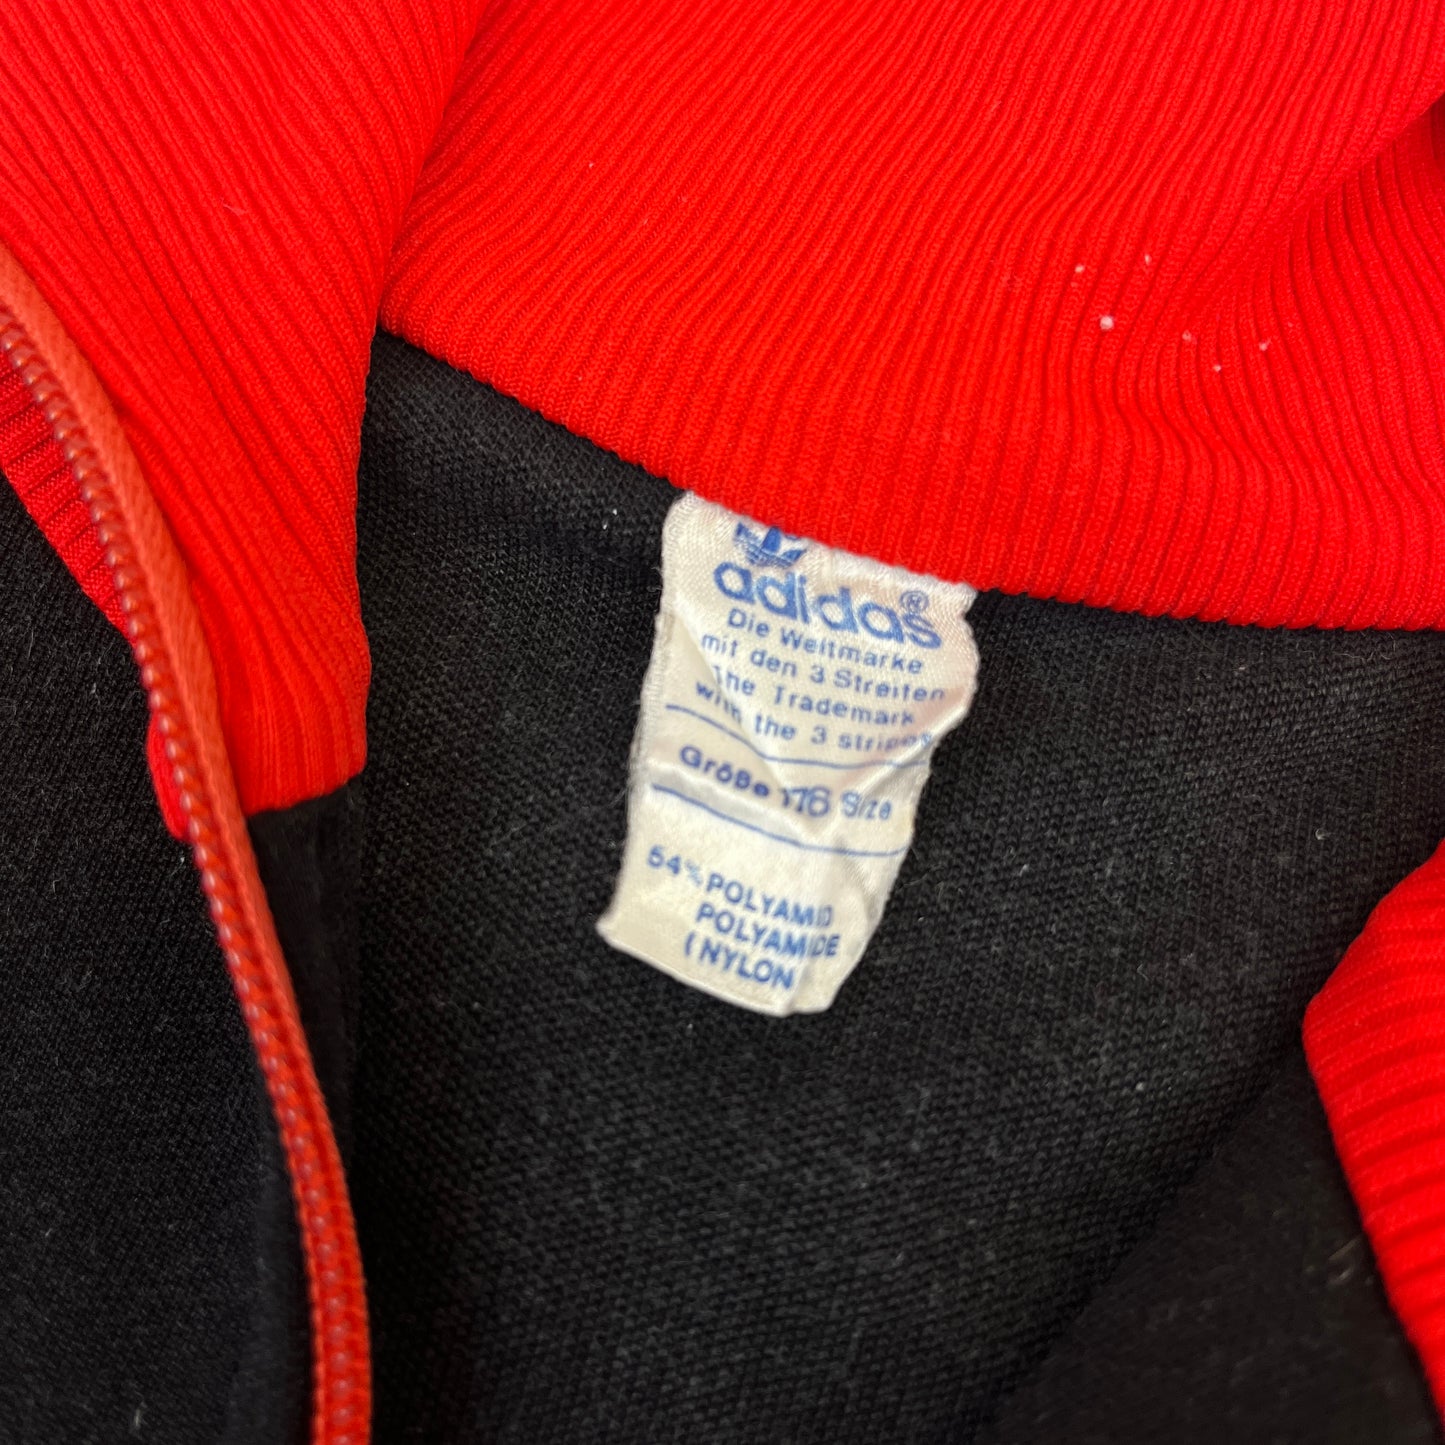 adidas®
Die Weltmarke
mit den 3 Streifen
The Trademark
with the 3 stripes
Größe 176 Size
54% POLYAMID
POLYAMIDE
(NYLON